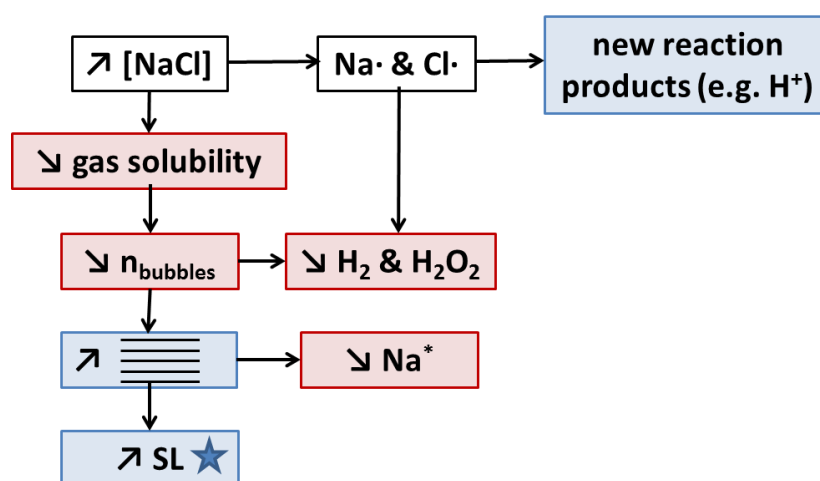 ↗ [NaCl]
Na· & Cl·
new reaction
products (e.g. H⁺)
↘ gas solubility
↘ n_bubbles
↘ H₂ & H₂O₂
↗
↘ Na*
↗ SL